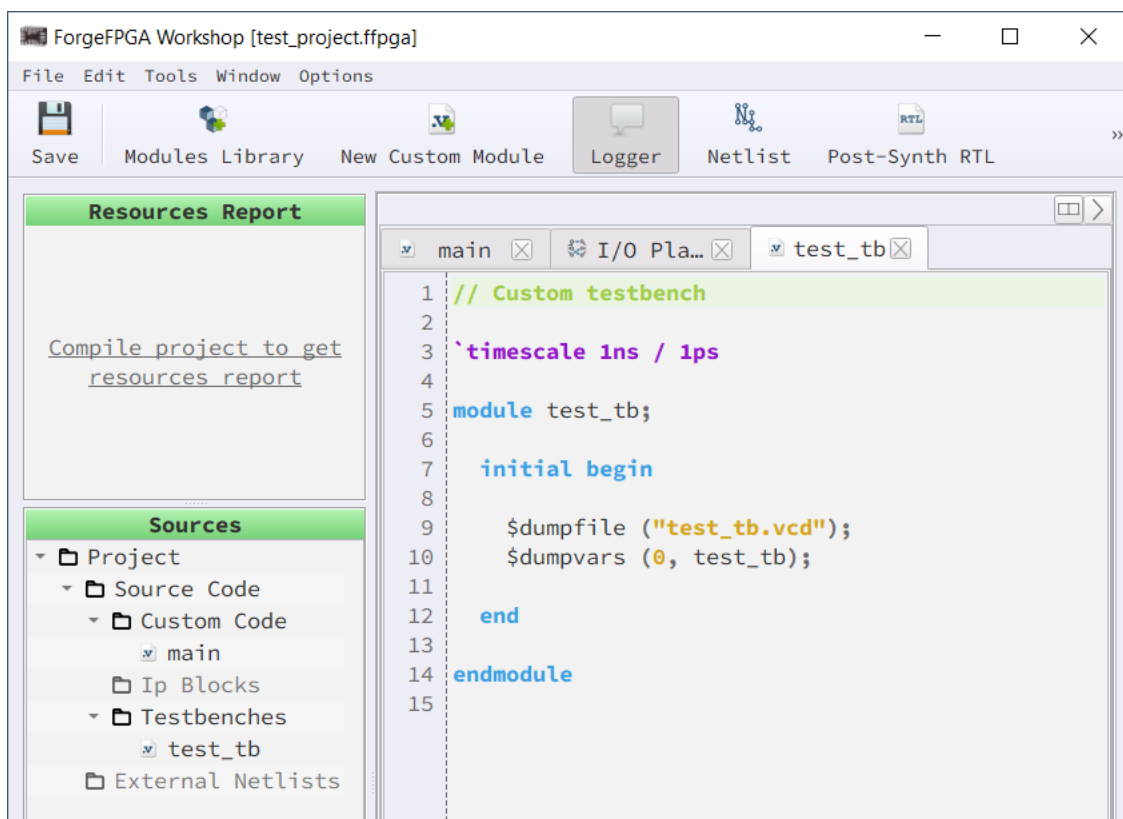 ForgeFPGA Workshop [test_project.ffpga]
File Edit Tools Window Options
Save Modules Library New Custom Module Logger Netlist Post-Synth RTL
Resources Report
Compile project to get
resources report
Sources
Project
Source Code
Custom Code
main
Ip Blocks
Testbenches
test_tb
External Netlists
main I/O Pla… test_tb
1 // Custom testbench
2
3 `timescale 1ns / 1ps
4
5 module test_tb;
6
7 initial begin
8
9 $dumpfile ("test_tb.vcd");
10 $dumpvars (0, test_tb);
11
12 end
13
14 endmodule
15